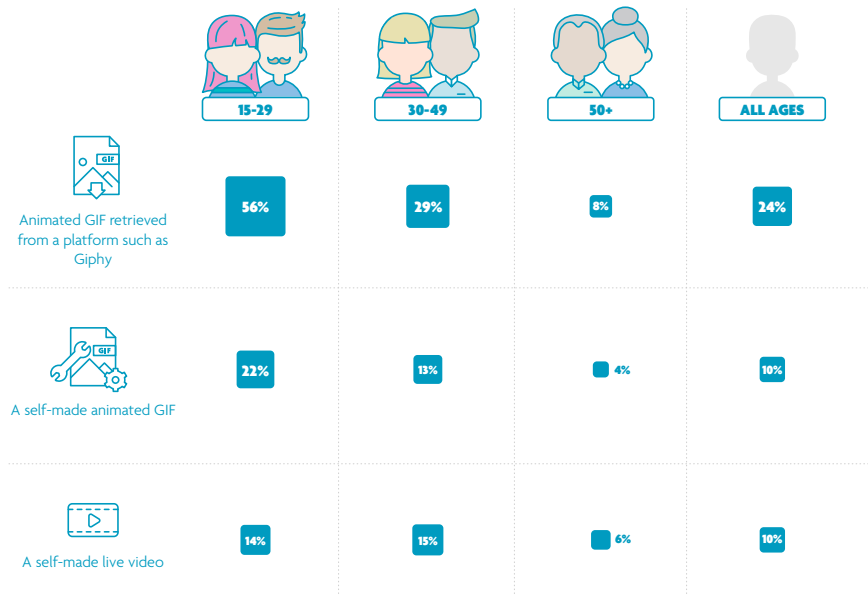 15-29
30-49
50+
ALL AGES
GIF
Animated GIF retrieved
from a platform such as
Giphy
56%
29%
8%
24%
GIF
A self-made animated GIF
22%
13%
4%
10%
A self-made live video
14%
15%
6%
10%